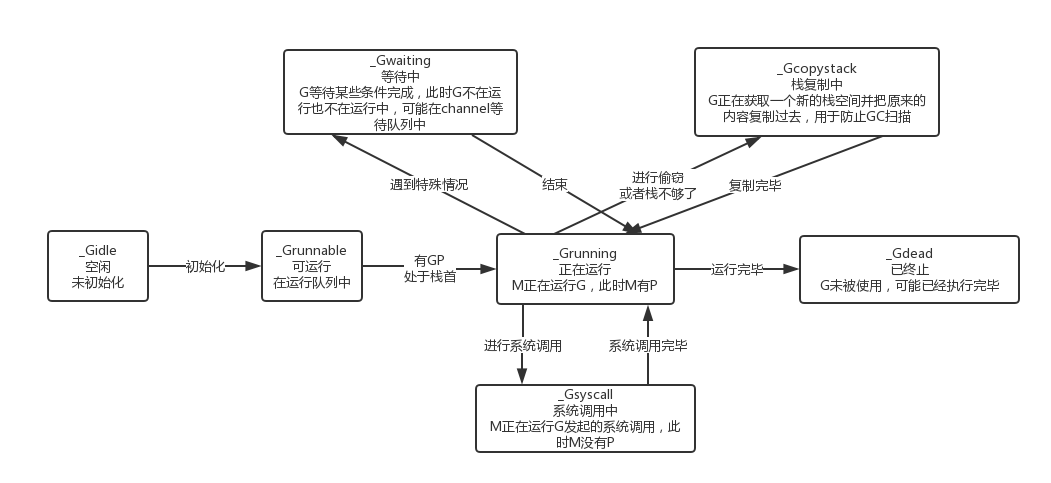 _Gwaiting
等待中
G等待某些条件完成，此时G不在运
行也不在运行中，可能在channel等
待队列中
_Gcopystack
栈复制中
G正在获取一个新的栈空间并把原来的
内容复制过去，用于防止GC扫描
遇到特殊情况
结束
进行偷窃
或者栈不够了
复制完毕
_Gidle
空闲
未初始化
初始化
_Grunnable
可运行
在运行队列中
有GP
处于栈首
_Grunning
正在运行
M正在运行G，此时M有P
运行完毕
_Gdead
已终止
G未被使用，可能已经执行完毕
进行系统调用
系统调用完毕
_Gsyscall
系统调用中
M正在运行G发起的系统调用，此
时M没有P